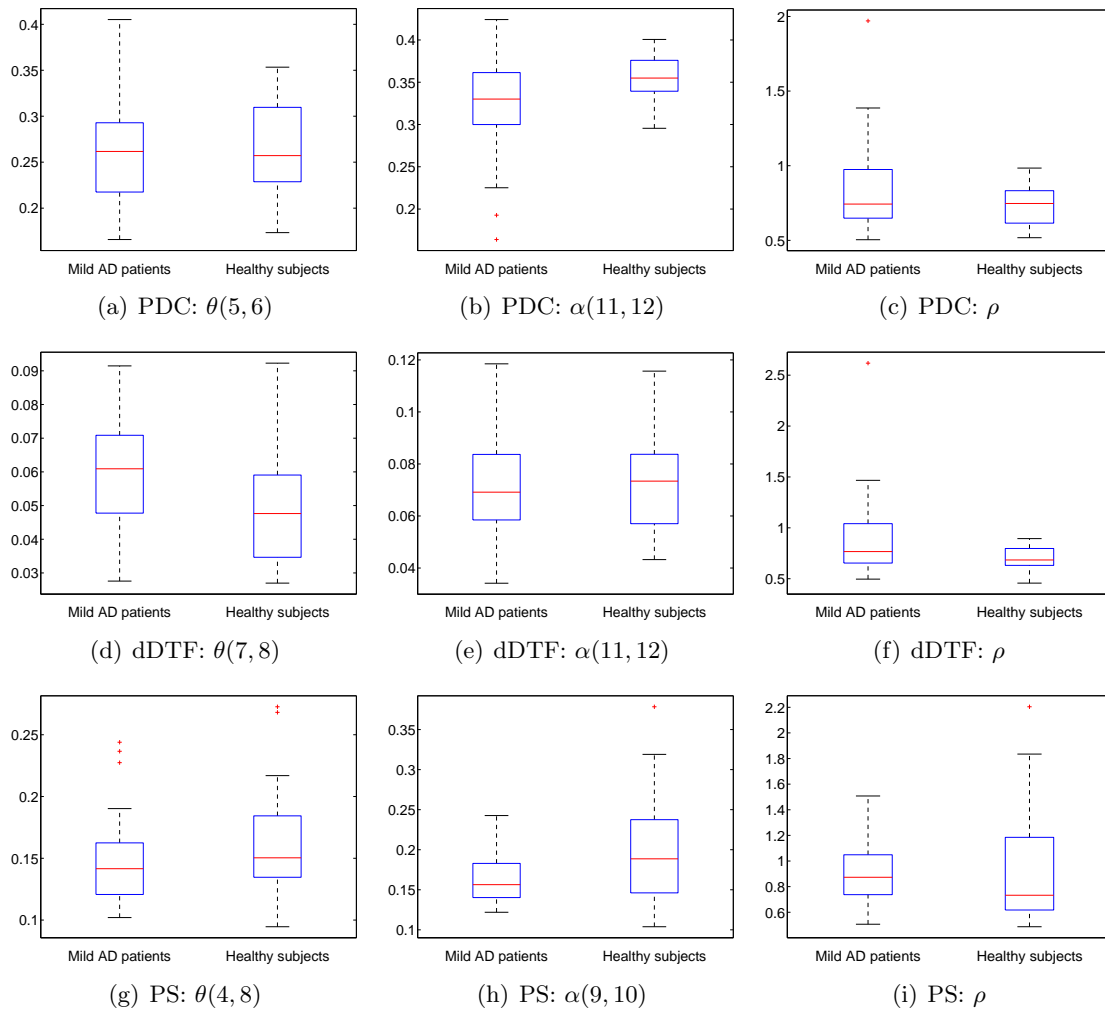 0.4
0.35
0.3
0.25
0.2
Mild AD patients Healthy subjects
(a) PDC: θ(5, 6)
0.4
0.35
0.3
0.25
0.2
Mild AD patients Healthy subjects
(b) PDC: α(11, 12)
2
1.5
1
0.5
Mild AD patients Healthy subjects
(c) PDC: ρ
0.09
0.08
0.07
0.06
0.05
0.04
0.03
Mild AD patients Healthy subjects
(d) dDTF: θ(7, 8)
0.12
0.1
0.08
0.06
0.04
Mild AD patients Healthy subjects
(e) dDTF: α(11, 12)
2.5
2
1.5
1
0.5
Mild AD patients Healthy subjects
(f) dDTF: ρ
0.25
0.2
0.15
0.1
Mild AD patients Healthy subjects
(g) PS: θ(4, 8)
0.35
0.3
0.25
0.2
0.15
0.1
Mild AD patients Healthy subjects
(h) PS: α(9, 10)
2.2
2
1.8
1.6
1.4
1.2
1
0.8
0.6
Mild AD patients Healthy subjects
(i) PS: ρ